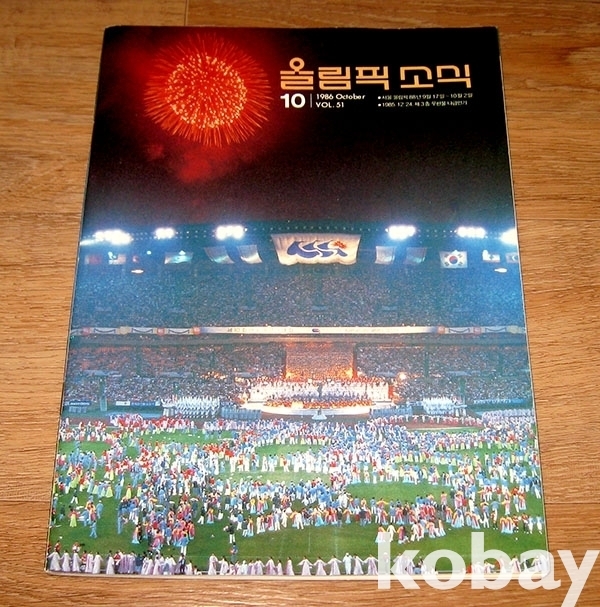 올림픽 소식
10
1986 October
VOL. 51
● 서울 올림픽 88년 9월 17일 - 10월 2일
● 1985. 12. 24. 제3종 우편물 나급인가
kobay